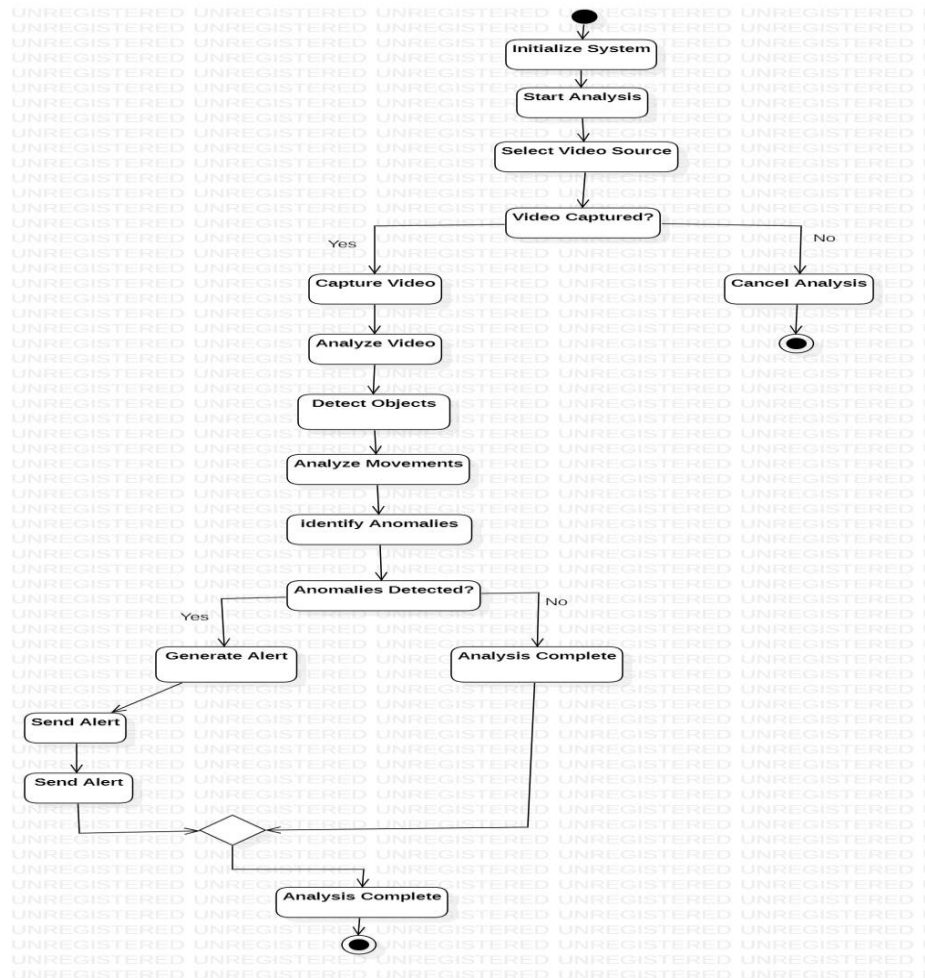 Initialize System
Start Analysis
Select Video Source
Video Captured?
Yes
No
Capture Video
Cancel Analysis
Analyze Video
Detect Objects
Analyze Movements
identify Anomalies
Anomalies Detected?
Yes
No
Generate Alert
Analysis Complete
Send Alert
Send Alert
Analysis Complete
UNREGISTERED